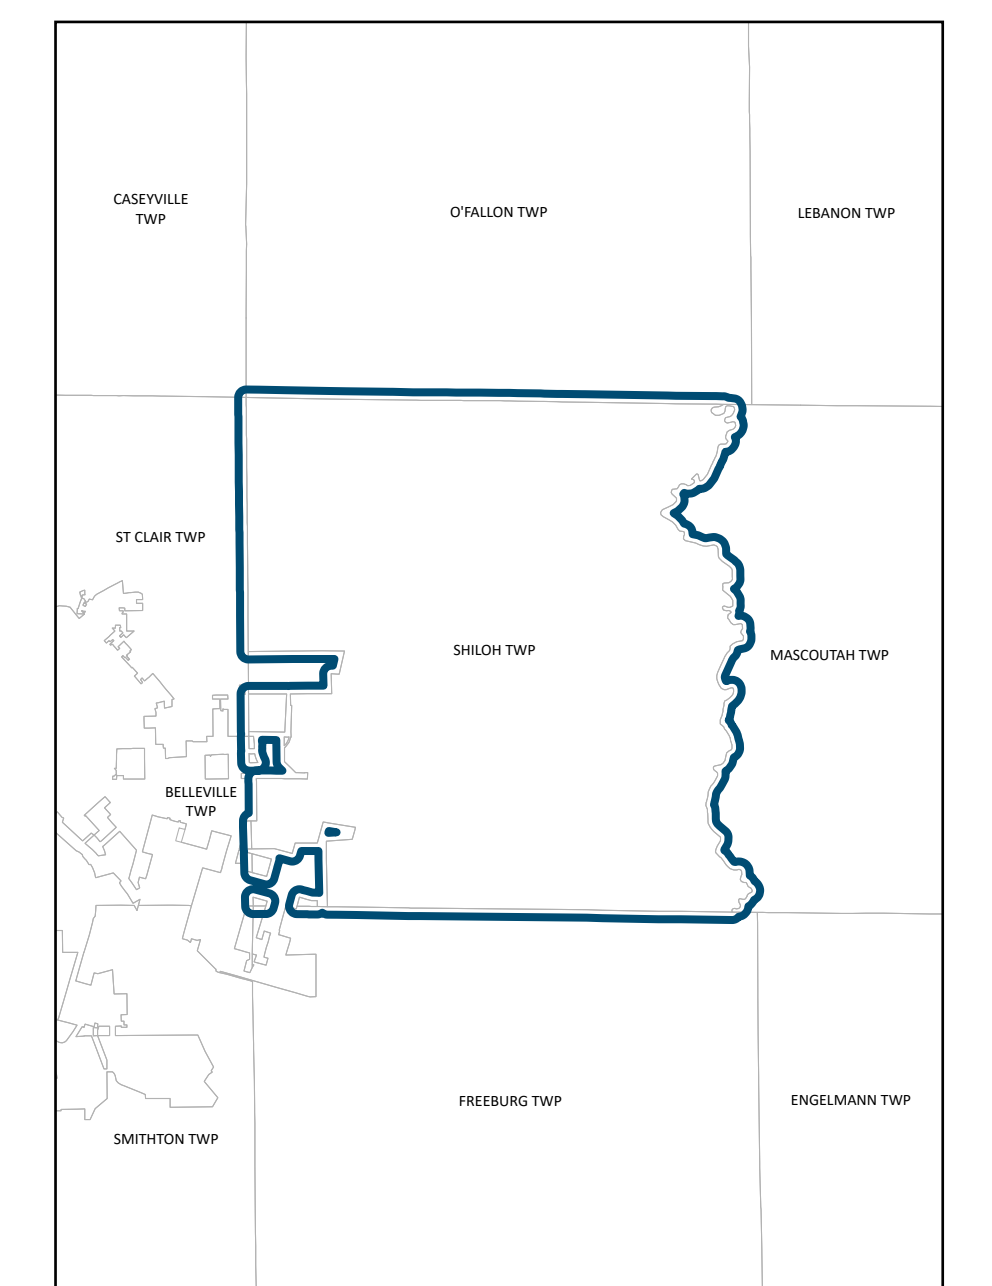 CASEYVILLE
TWP
O'FALLON TWP
LEBANON TWP
ST CLAIR TWP
SHILOH TWP
MASCOUTAH TWP
BELLEVILLE
TWP
FREEBURG TWP
ENGELMANN TWP
SMITHTON TWP